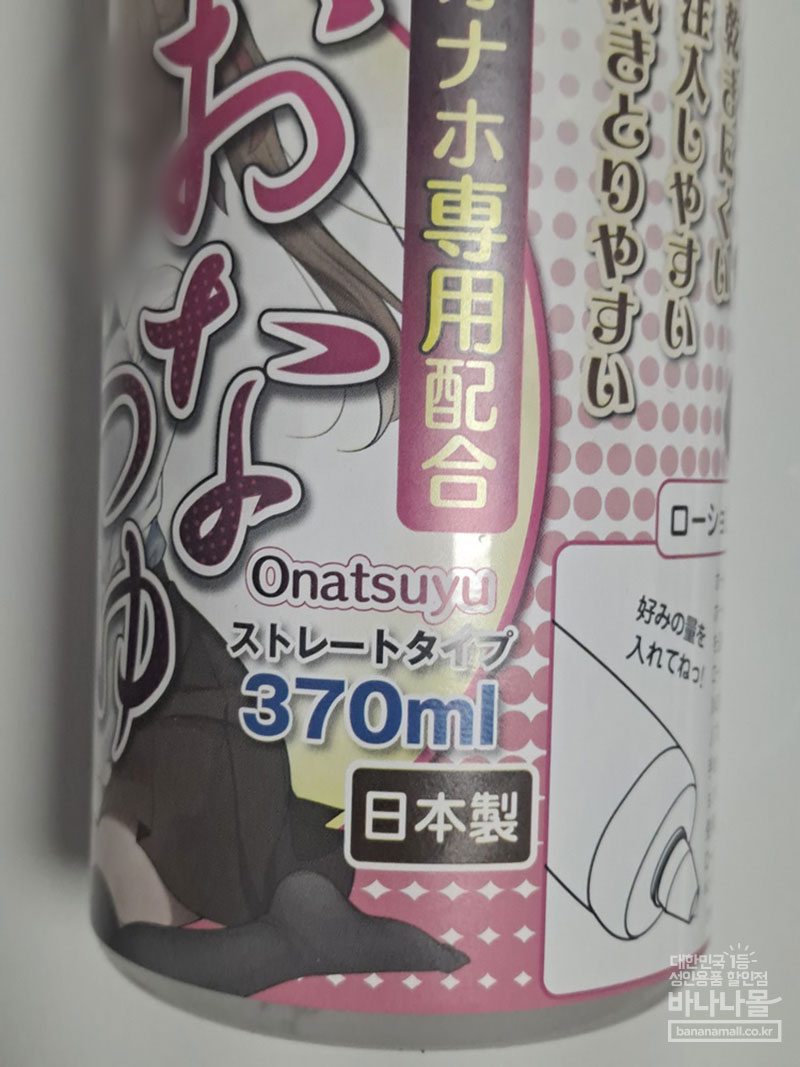 おな
つゆ
オナホ専用配合
乾きにくい
注入しやすい
拭きとりやすい
Onatsuyu
ストレートタイプ
370ml
日本製
ローショ
好みの量を
入れてねっ!
대한민국 1등
성인용품 할인점
바나나몰
bananamall.co.kr